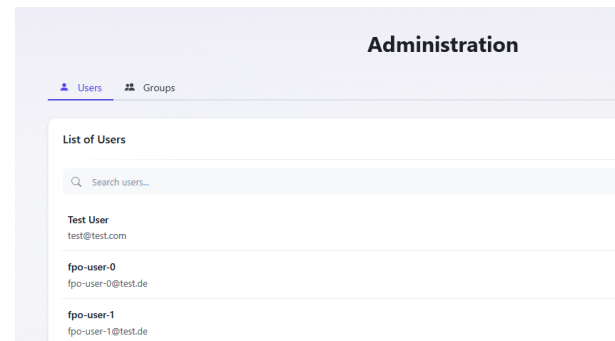 Administration
Users Groups
List of Users
Search users...
Test User
test@test.com
fpo-user-0
fpo-user-0@test.de
fpo-user-1
fpo-user-1@test.de